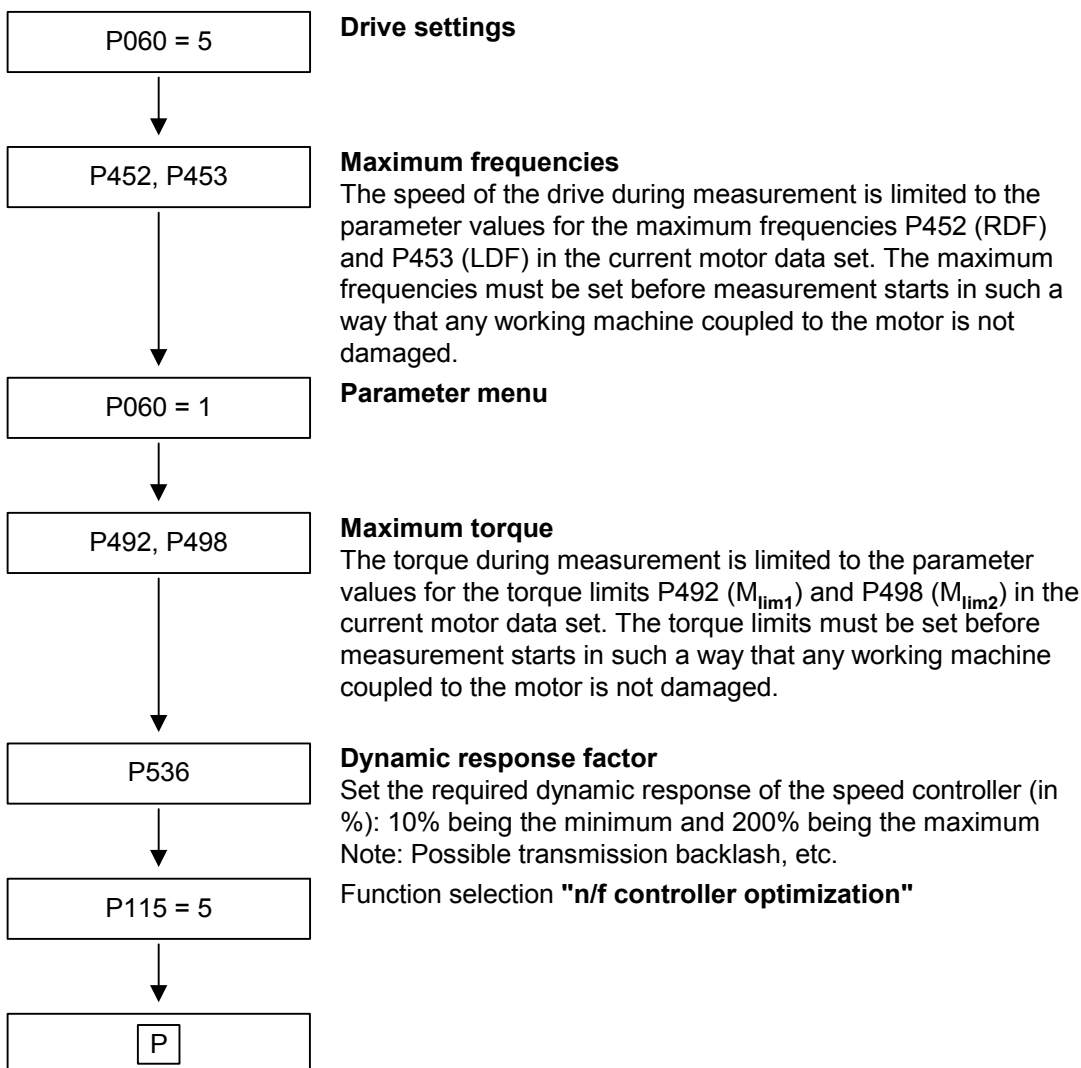 P060 = 5
Drive settings
P452, P453
Maximum frequencies
The speed of the drive during measurement is limited to the
parameter values for the maximum frequencies P452 (RDF)
and P453 (LDF) in the current motor data set. The maximum
frequencies must be set before measurement starts in such a
way that any working machine coupled to the motor is not
damaged.
P060 = 1
Parameter menu
P492, P498
Maximum torque
The torque during measurement is limited to the parameter
values for the torque limits P492 (Mlim1) and P498 (Mlim2) in the
current motor data set. The torque limits must be set before
measurement starts in such a way that any working machine
coupled to the motor is not damaged.
P536
Dynamic response factor
Set the required dynamic response of the speed controller (in
%): 10% being the minimum and 200% being the maximum
Note: Possible transmission backlash, etc.
P115 = 5
Function selection "n/f controller optimization"
P